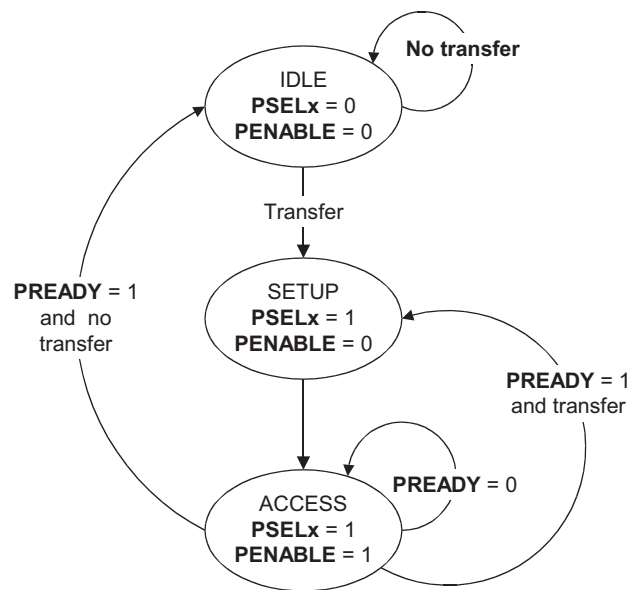 No transfer
IDLE
PSELx = 0
PENABLE = 0
Transfer
SETUP
PSELx = 1
PENABLE = 0
PREADY = 1
and no
transfer
PREADY = 1
and transfer
PREADY = 0
ACCESS
PSELx = 1
PENABLE = 1